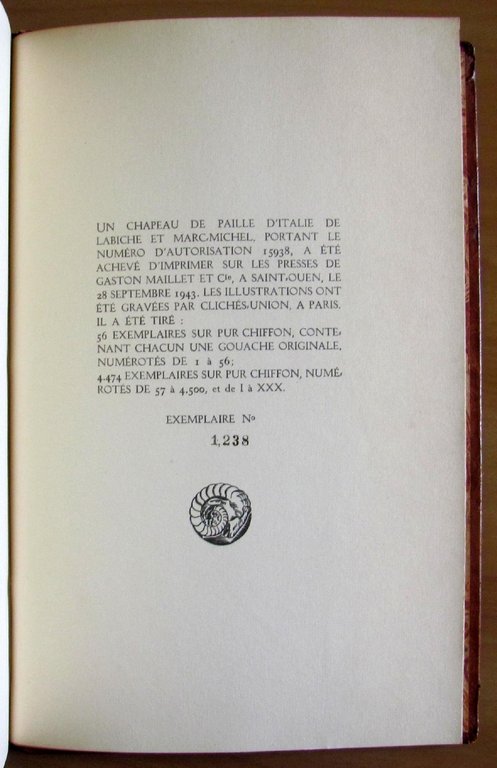 UN CHAPEAU DE PAILLE D'ITALIE DE
LABICHE ET MARC-MICHEL, PORTANT LE
NUMÉRO D'AUTORISATION 15938, A ÉTÉ
ACHEVÉ D'IMPRIMER SUR LES PRESSES DE
GASTON MAILLET ET Cie, A SAINT-OUEN, LE
28 SEPTEMBRE 1943. LES ILLUSTRATIONS ONT
ÉTÉ GRAVÉES PAR CLICHÉS-UNION, A PARIS.
IL A ÉTÉ TIRÉ :
56 EXEMPLAIRES SUR PUR CHIFFON, CONTE-
NANT CHACUN UNE GOUACHE ORIGINALE,
NUMÉROTÉS DE 1 à 56;
4.474 EXEMPLAIRES SUR PUR CHIFFON, NUMÉ-
ROTÉS DE 57 à 4.500, et de I à XXX.
EXEMPLAIRE No
1,238